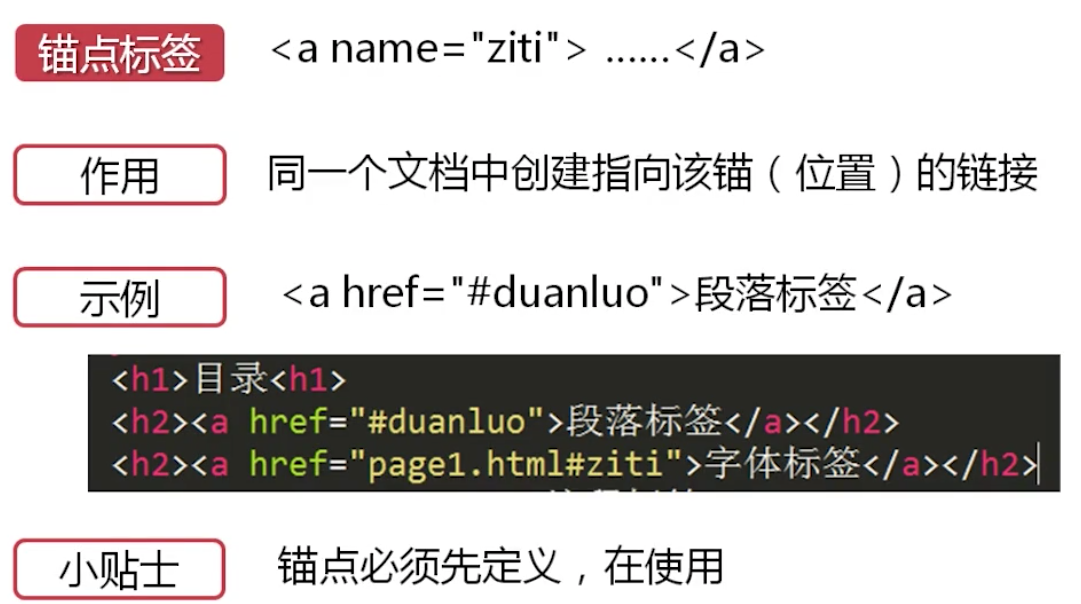 锚点标签 <a name="ziti"> ……</a>
作用 同一个文档中创建指向该锚（位置）的链接
示例 <a href="#duanluo">段落标签</a>
<h1>目录<h1>
<h2><a href="#duanluo">段落标签</a></h2>
<h2><a href="page1.html#ziti">字体标签</a></h2>
小贴士 锚点必须先定义，在使用